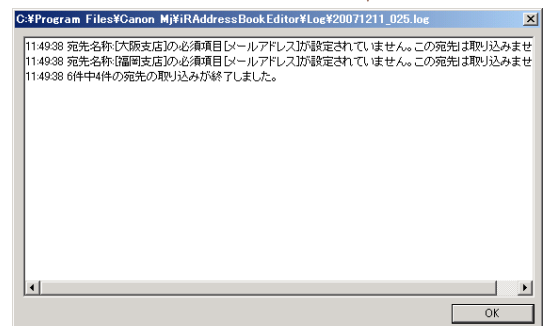 C:¥Program Files¥Canon Mj¥iRAddressBookEditor¥Log¥20071211_025.log
11:49:38 宛先名称:[大阪支店]の必須項目[メールアドレス]が設定されていません。この宛先は取り込みませ
11:49:38 宛先名称:[福岡支店]の必須項目[メールアドレス]が設定されていません。この宛先は取り込みませ
11:49:38 6件中4件の宛先の取り込みが終了しました。
OK